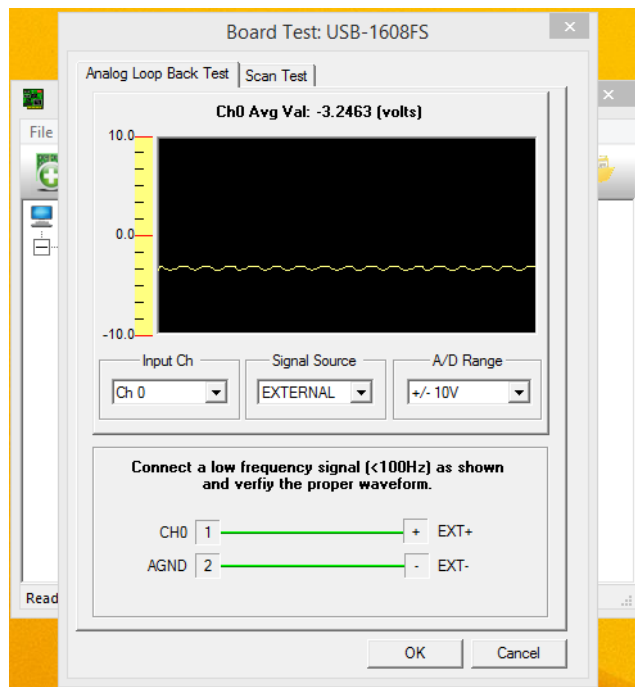 Board Test: USB-1608FS
Analog Loop Back Test Scan Test
File
Ch0 Avg Val: -3.2463 (volts)
10.0
0.0
-10.0
Input Ch Signal Source A/D Range
Ch 0 EXTERNAL +/- 10V
Connect a low frequency signal (<100Hz) as shown
and verfiy the proper waveform.
CH0 1 + EXT+
AGND 2 - EXT-
Read
OK Cancel